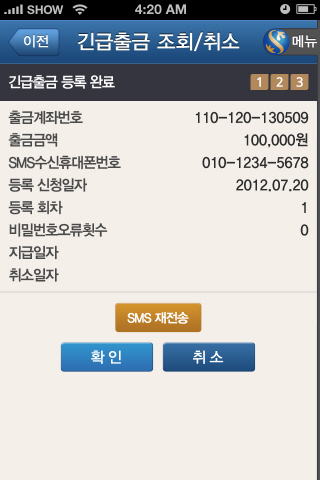 SHOW 4:20 AM
이전 긴급출금 조회/취소 메뉴
긴급출금 등록 완료 1 2 3
출금계좌번호 110-120-130509
출금금액 100,000원
SMS수신휴대폰번호 010-1234-5678
등록 신청일자 2012.07.20
등록 회차 1
비밀번호오류횟수 0
지급일자
취소일자
SMS 재전송
확인 취소